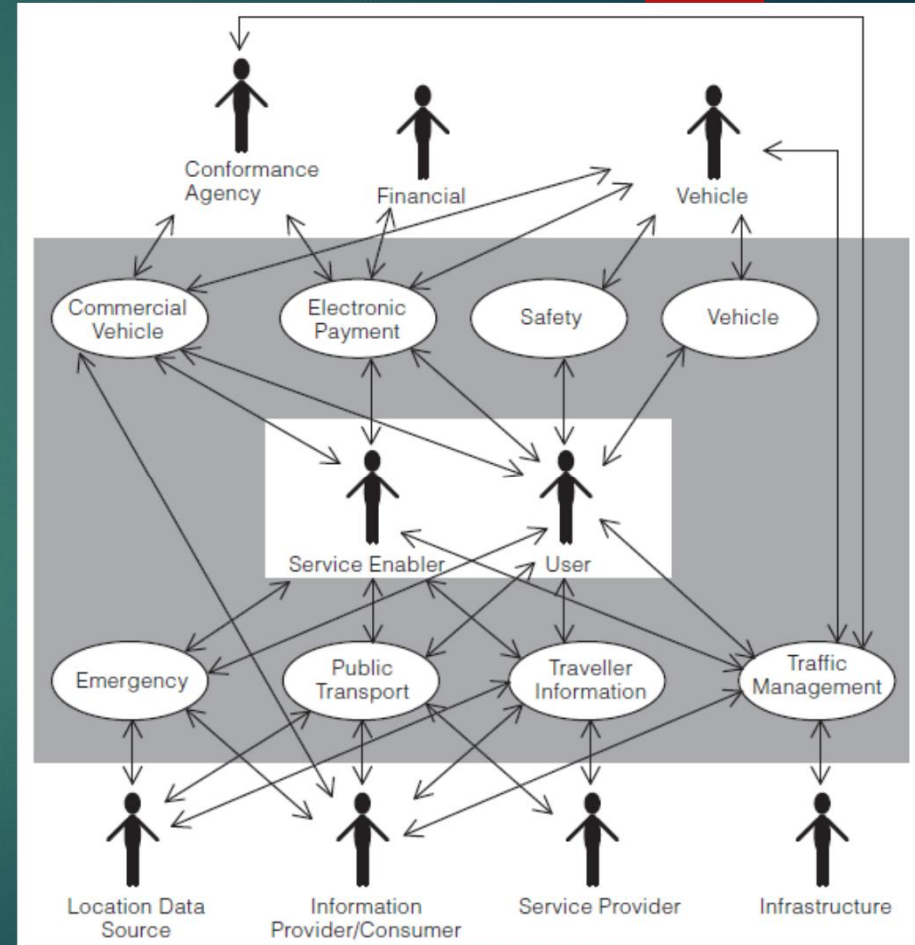 Conformance
Agency
Financial
Vehicle
Commercial
Vehicle
Electronic
Payment
Safety
Vehicle
Service Enabler
User
Emergency
Public
Transport
Traveller
Information
Traffic
Management
Location Data
Source
Information
Provider/Consumer
Service Provider
Infrastructure